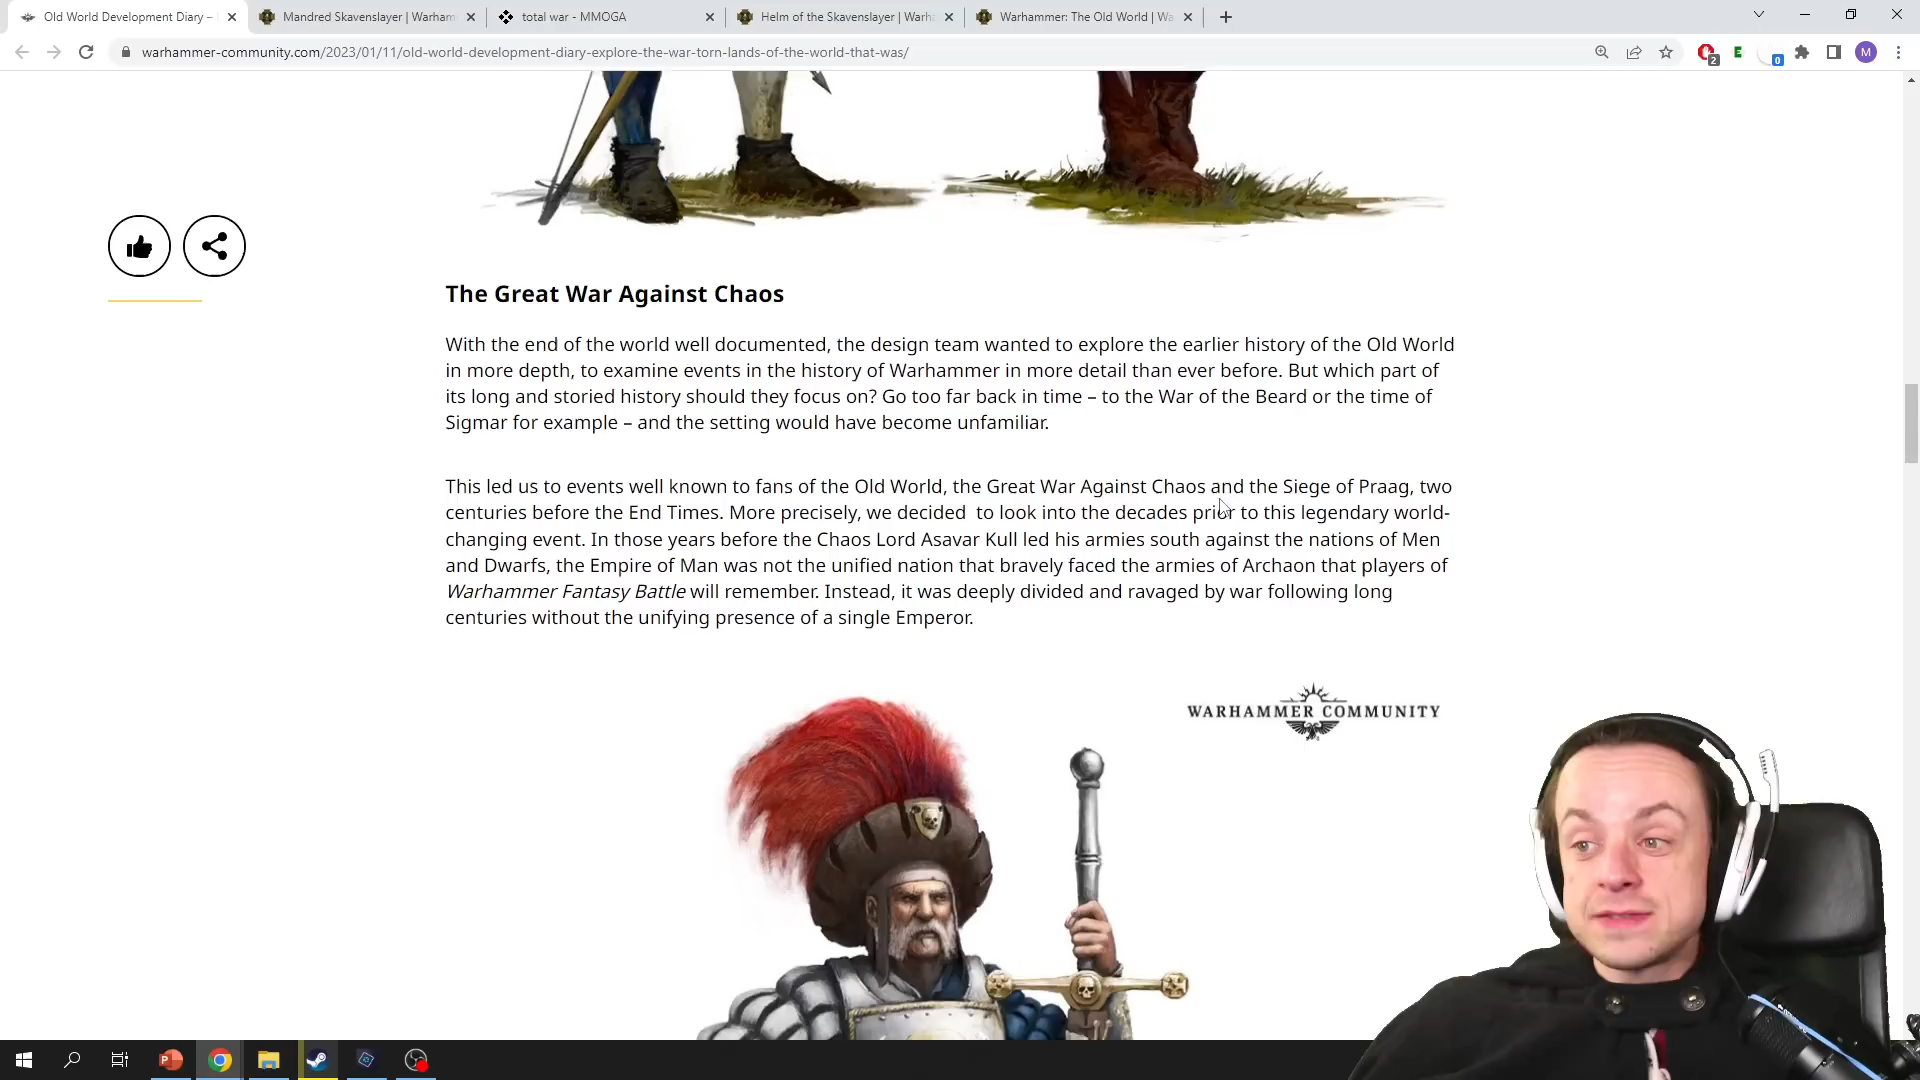 Old World Development Diary –
Mandred Skavenslayer | Warham
total war - MMOGA
Helm of the Skavenslayer | Warha
Warhammer: The Old World | Wa
warhammer-community.com/2023/01/11/old-world-development-diary-explore-the-war-torn-lands-of-the-world-that-was/
2
E
0
M
The Great War Against Chaos
With the end of the world well documented, the design team wanted to explore the earlier history of the Old World
in more depth, to examine events in the history of Warhammer in more detail than ever before. But which part of
its long and storied history should they focus on? Go too far back in time – to the War of the Beard or the time of
Sigmar for example – and the setting would have become unfamiliar.
This led us to events well known to fans of the Old World, the Great War Against Chaos and the Siege of Praag, two
centuries before the End Times. More precisely, we decided  to look into the decades prior to this legendary world-
changing event. In those years before the Chaos Lord Asavar Kull led his armies south against the nations of Men
and Dwarfs, the Empire of Man was not the unified nation that bravely faced the armies of Archaon that players of
Warhammer Fantasy Battle will remember. Instead, it was deeply divided and ravaged by war following long
centuries without the unifying presence of a single Emperor.
WARHAMMER COMMUNITY
P